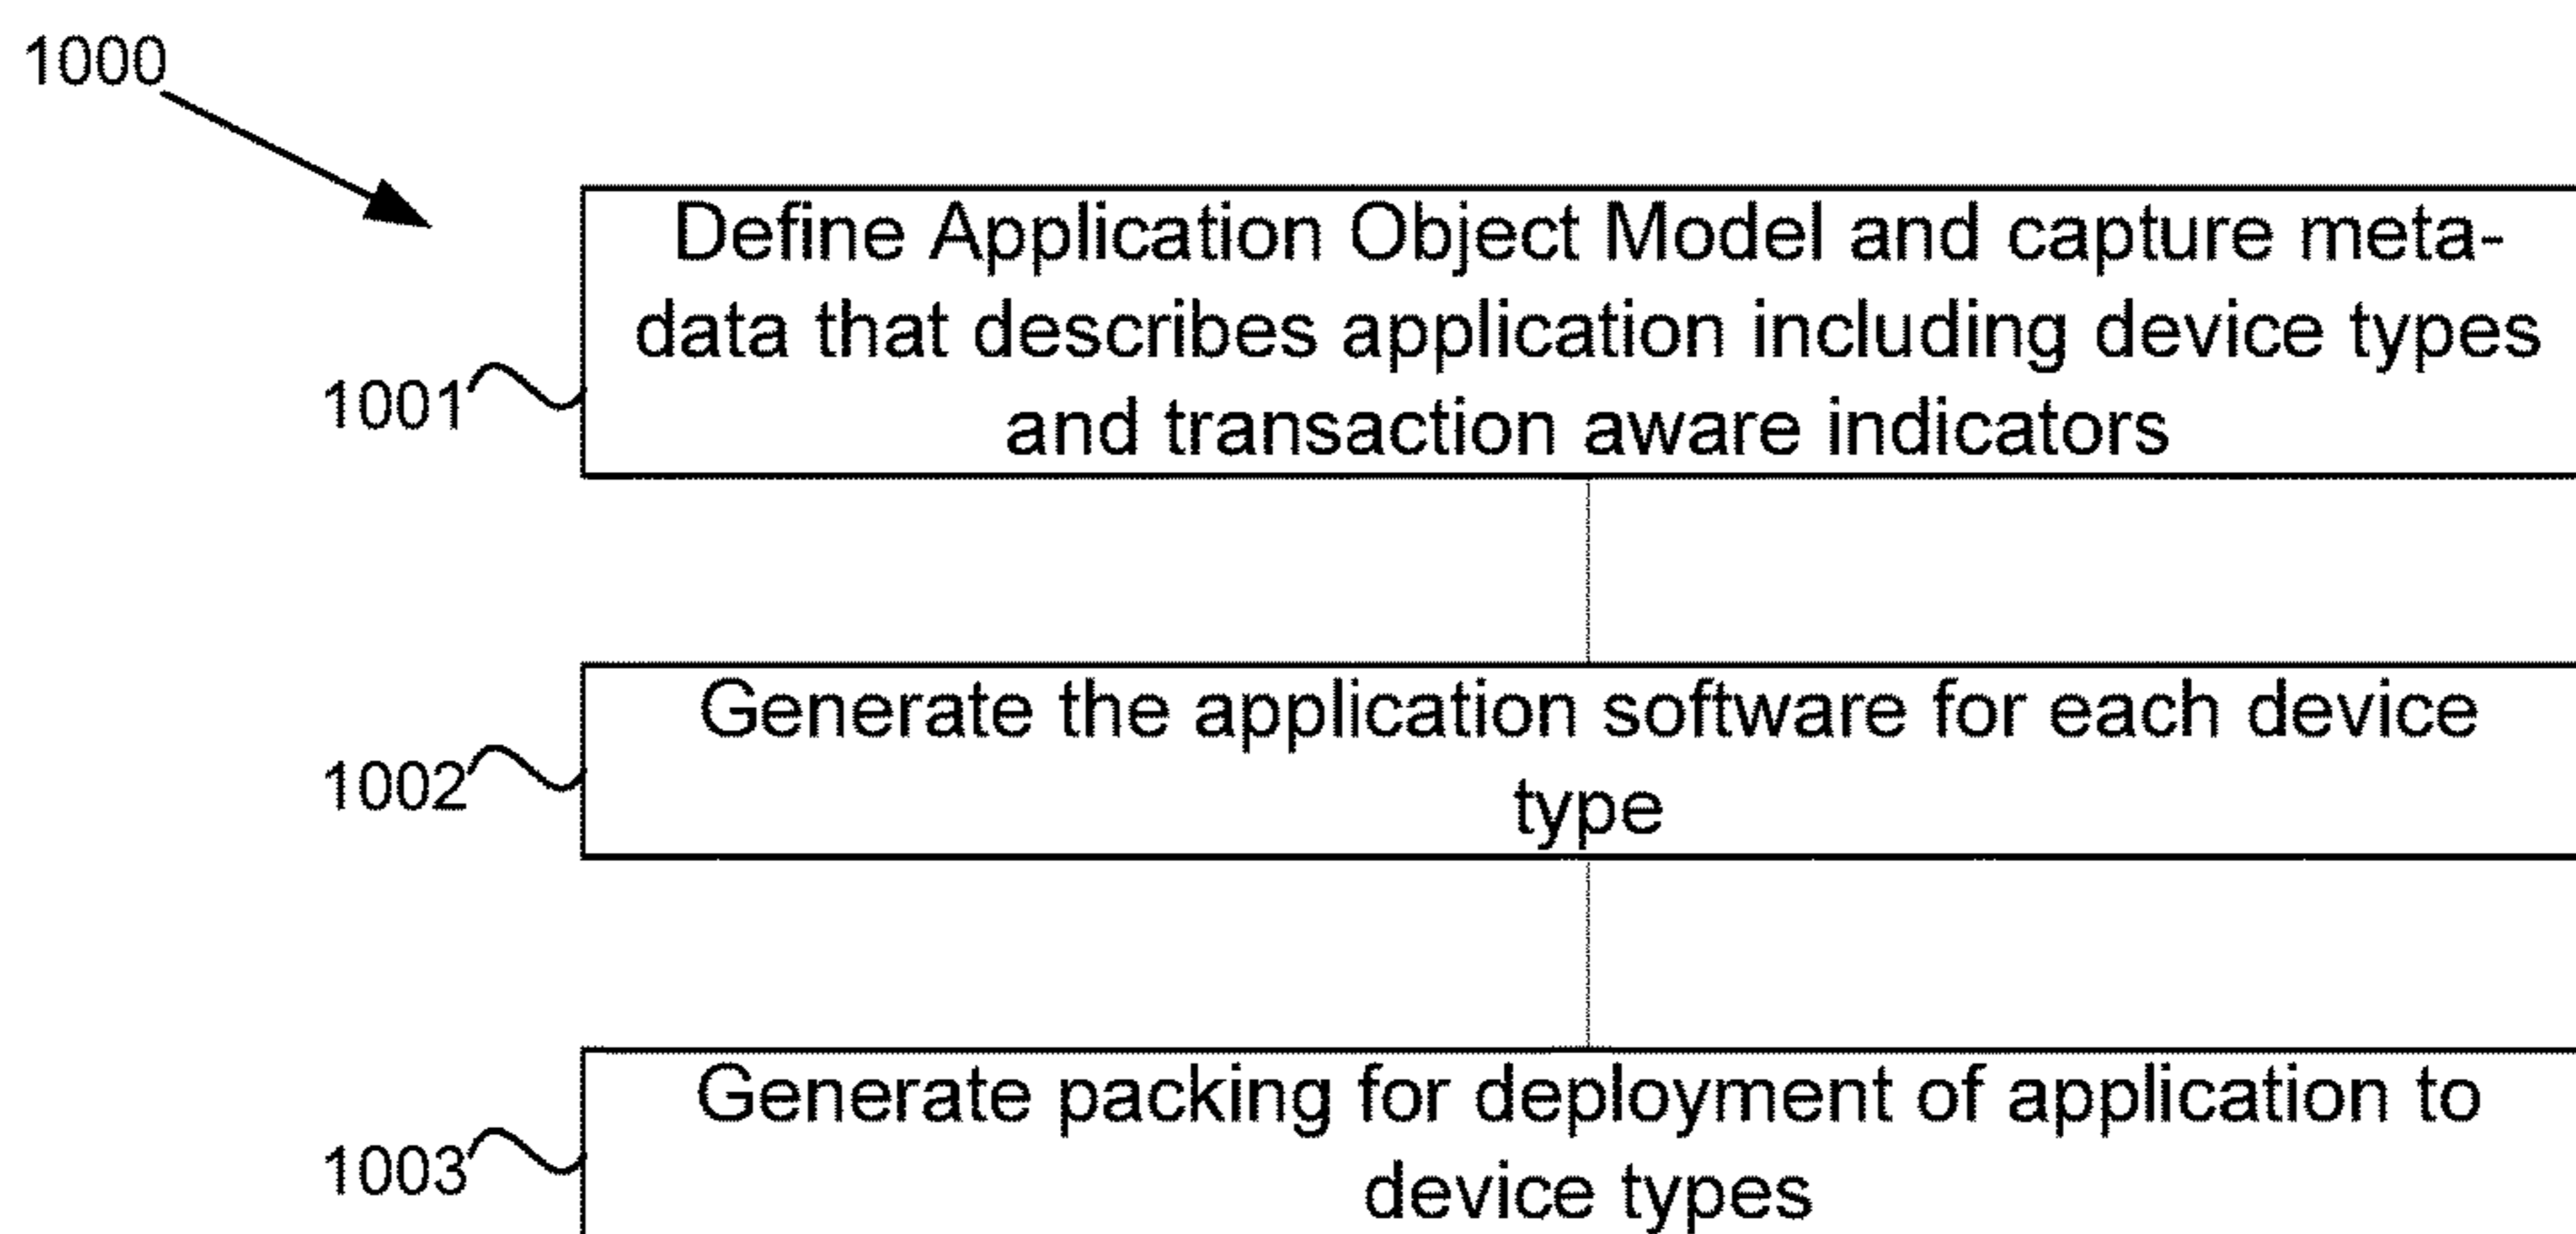 1000
Define Application Object Model and capture meta-
data that describes application including device types
and transaction aware indicators
1001
Generate the application software for each device
type
1002
Generate packing for deployment of application to
device types
1003